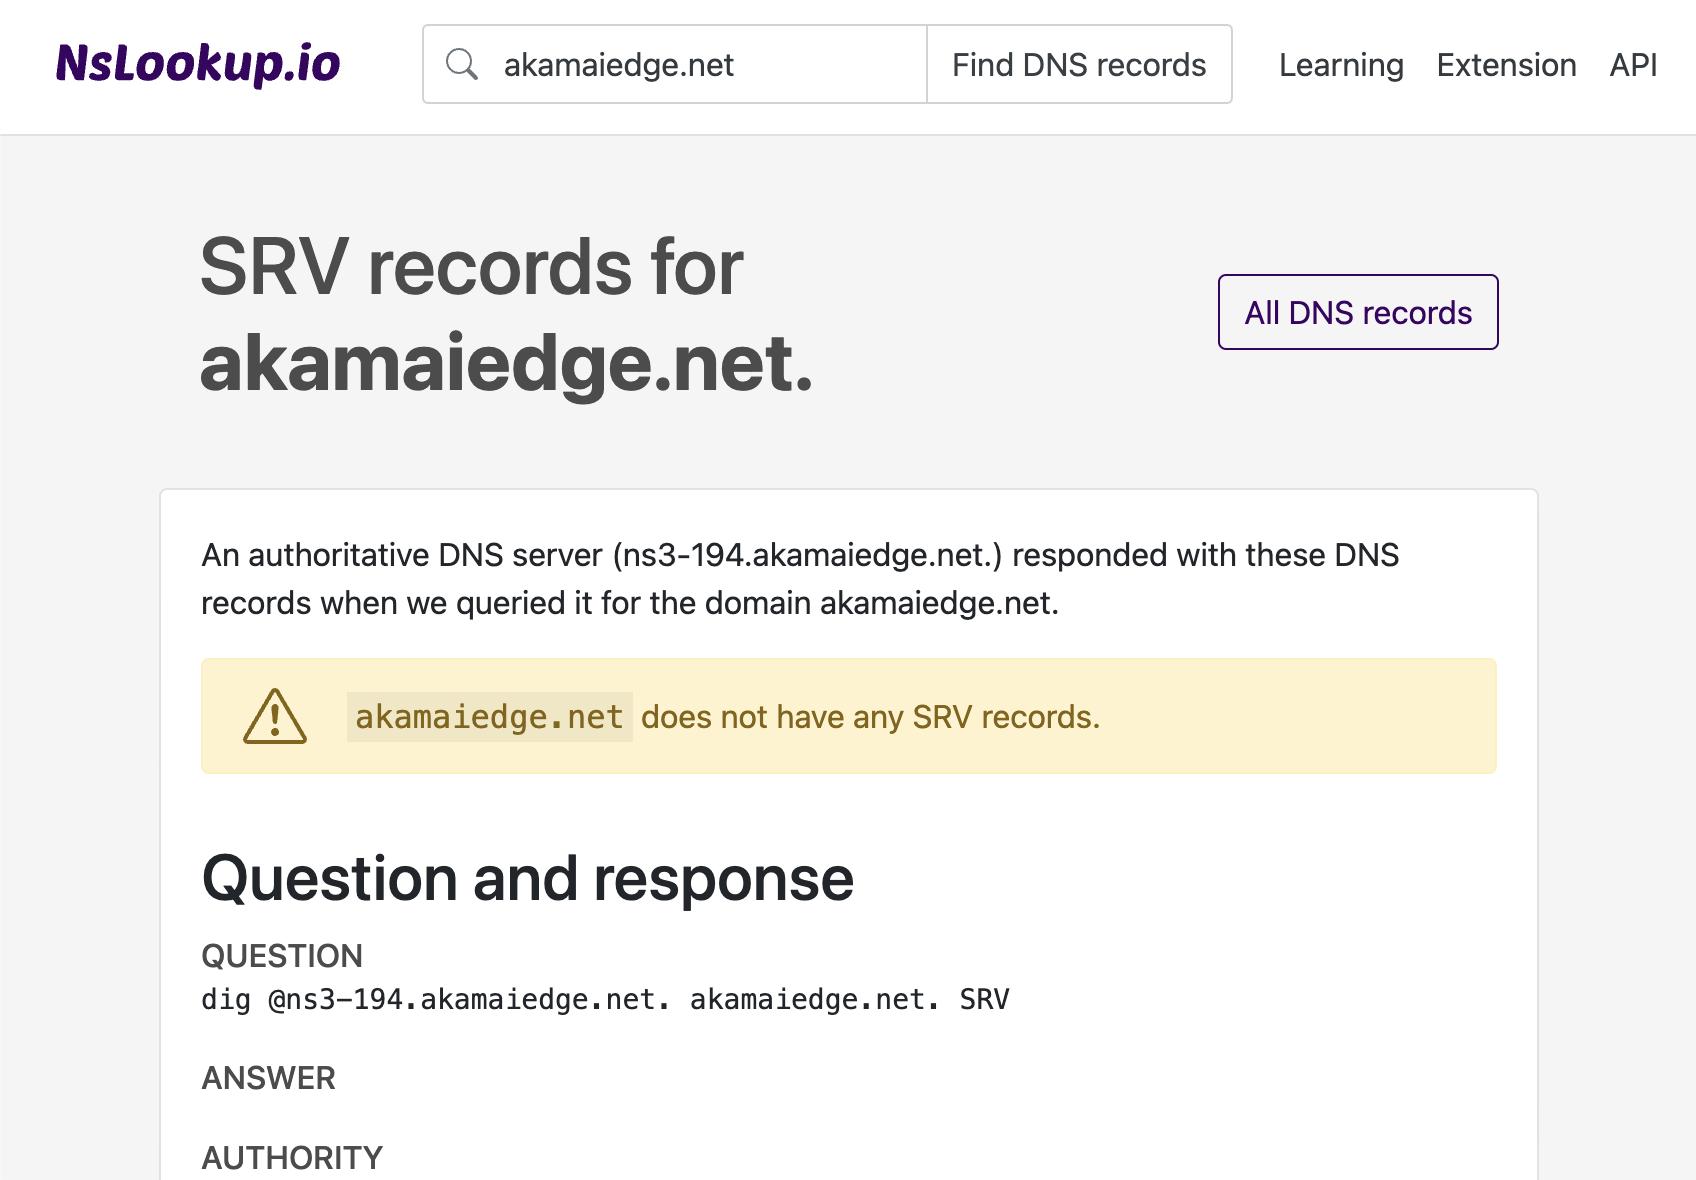 NsLookup.io
akamaiedge.net
Find DNS records
Learning
Extension
API
SRV records for
akamaiedge.net.
All DNS records
An authoritative DNS server (ns3-194.akamaiedge.net.) responded with these DNS
records when we queried it for the domain akamaiedge.net.
akamaiedge.net does not have any SRV records.
Question and response
QUESTION
dig @ns3-194.akamaiedge.net. akamaiedge.net. SRV
ANSWER
AUTHORITY